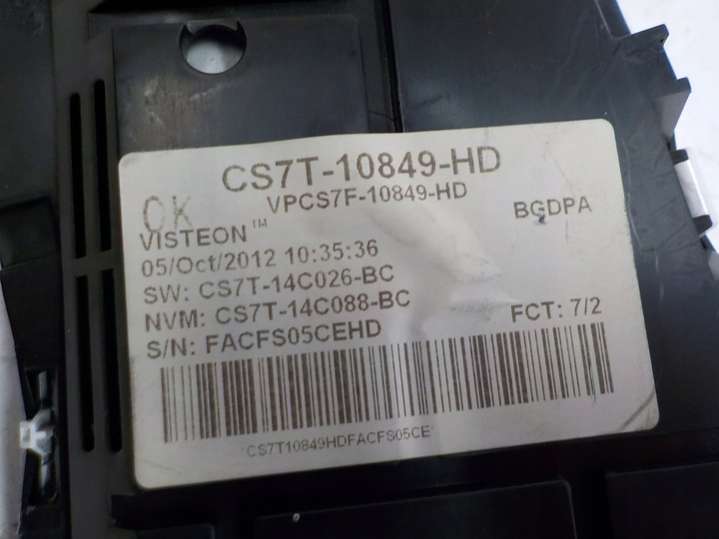 CS7T-10849-HD
VPCS7F-10849-HD
OK
BGDPA
VISTEON™
05/Oct/2012 10:35:36
SW: CS7T-14C026-BC
NVM: CS7T-14C088-BC
S/N: FACFS05CEHD
FCT: 7/2
CS7T10849HDFACFS05CE